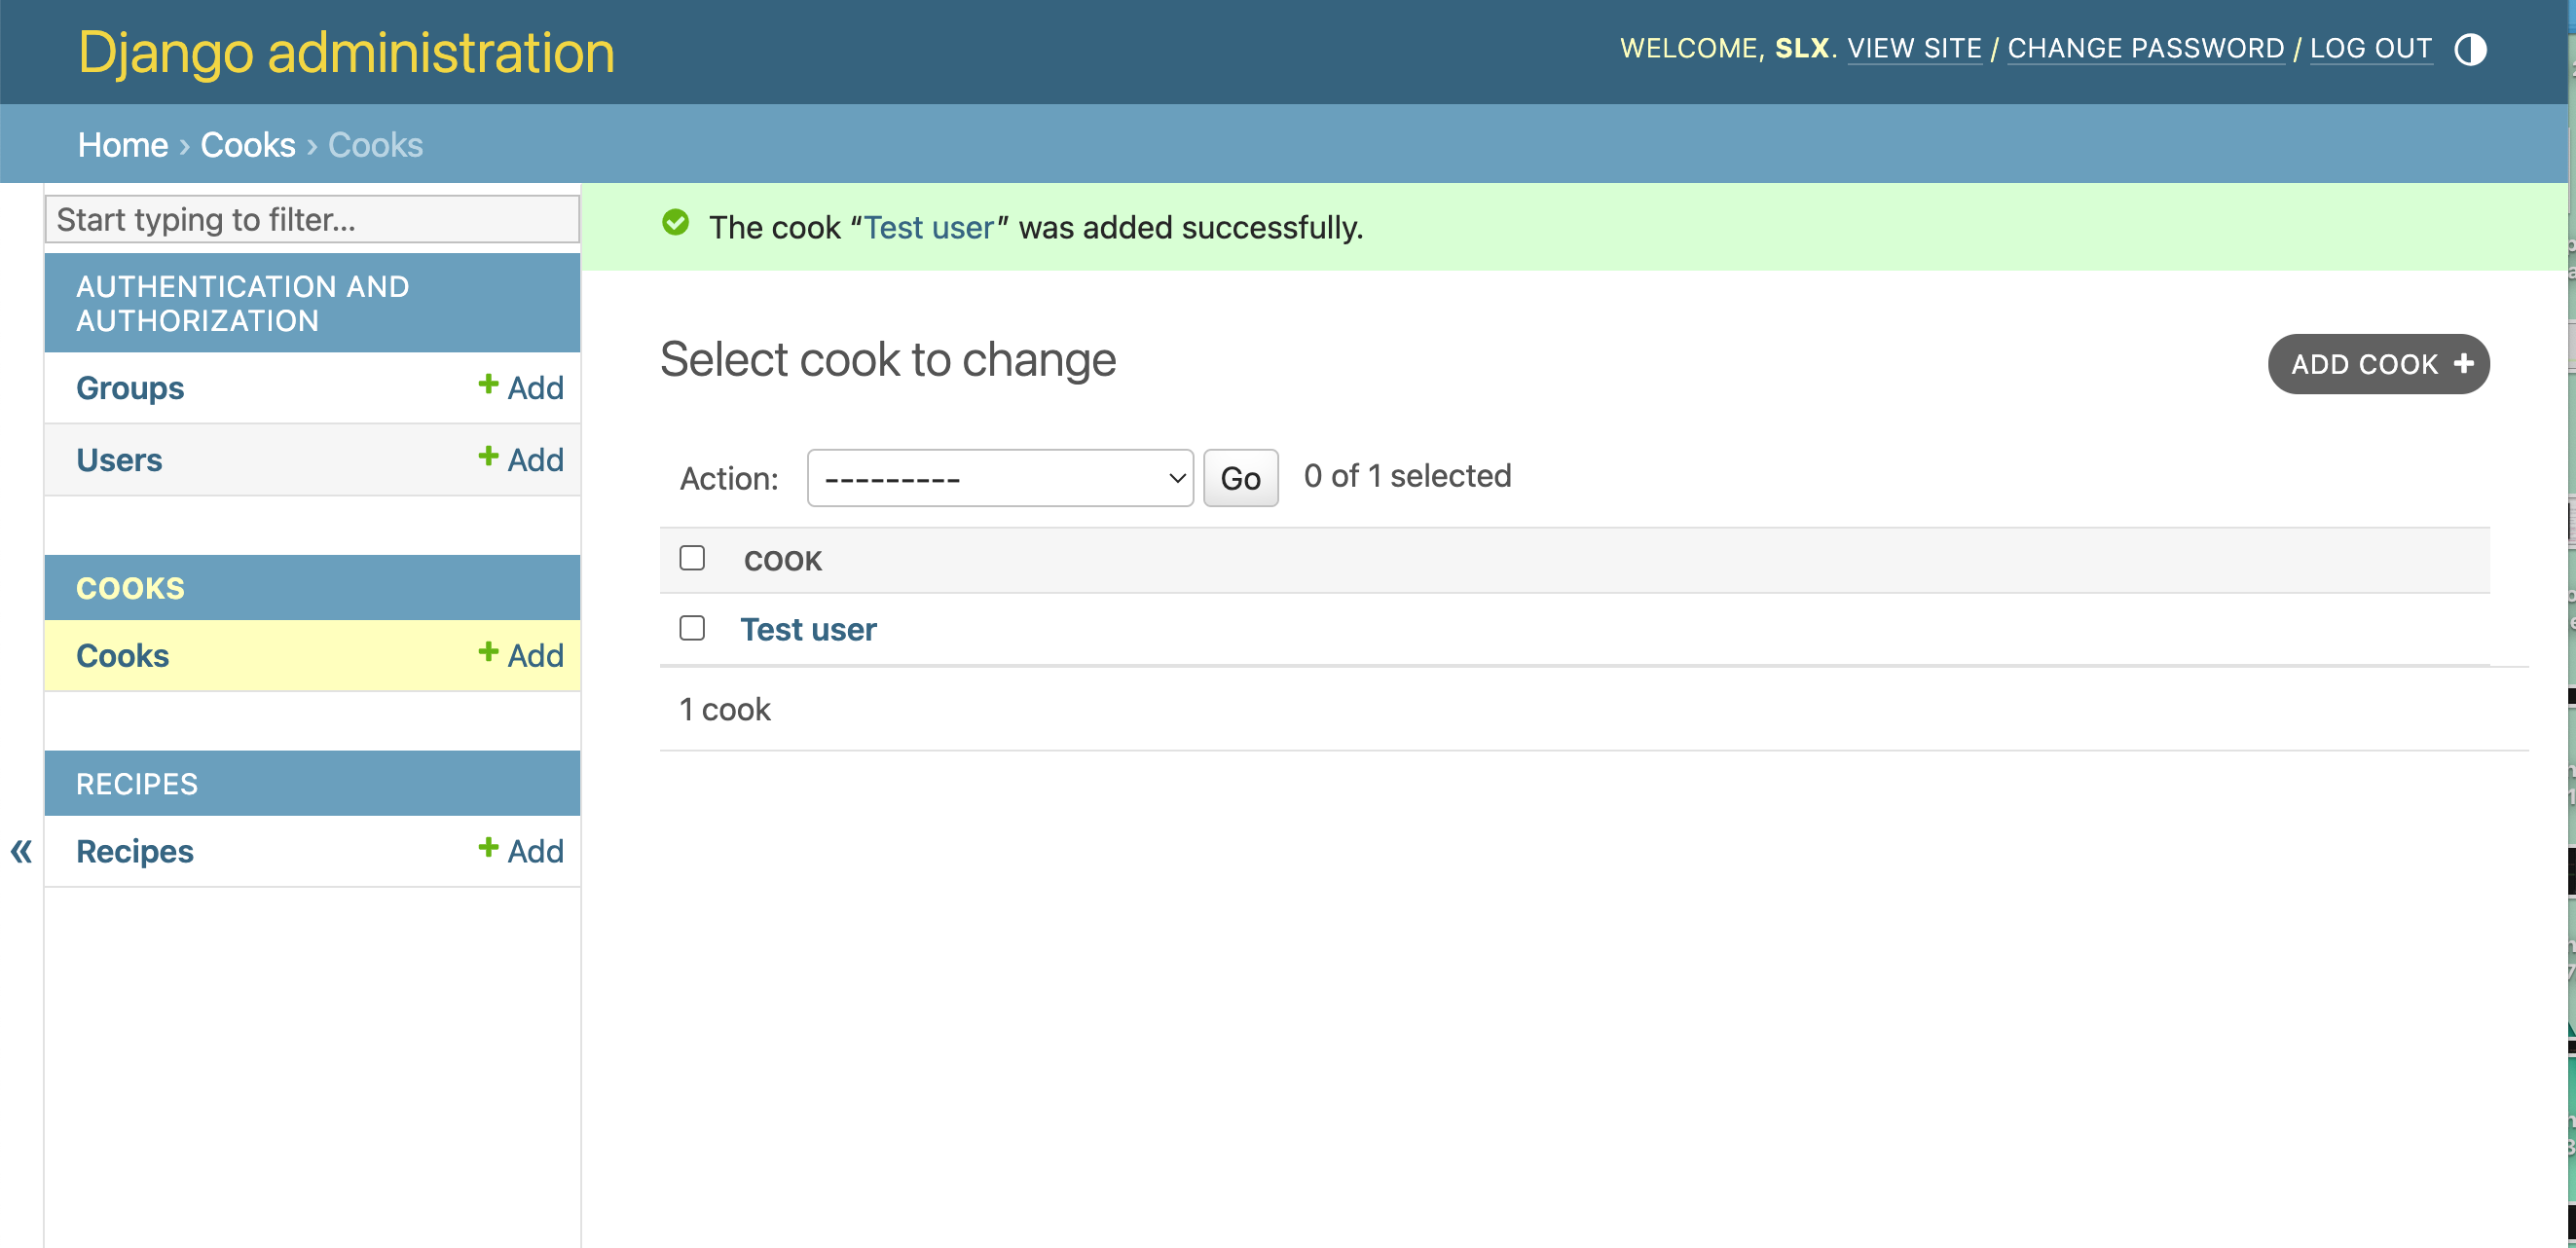 Django administration
WELCOME, SLX. VIEW SITE / CHANGE PASSWORD / LOG OUT
Home › Cooks › Cooks
Start typing to filter...
AUTHENTICATION AND
AUTHORIZATION
Groups + Add
Users + Add
COOKS
Cooks + Add
RECIPES
« Recipes + Add
The cook “Test user” was added successfully.
Select cook to change
ADD COOK +
Action: --------- Go 0 of 1 selected
COOK
Test user
1 cook